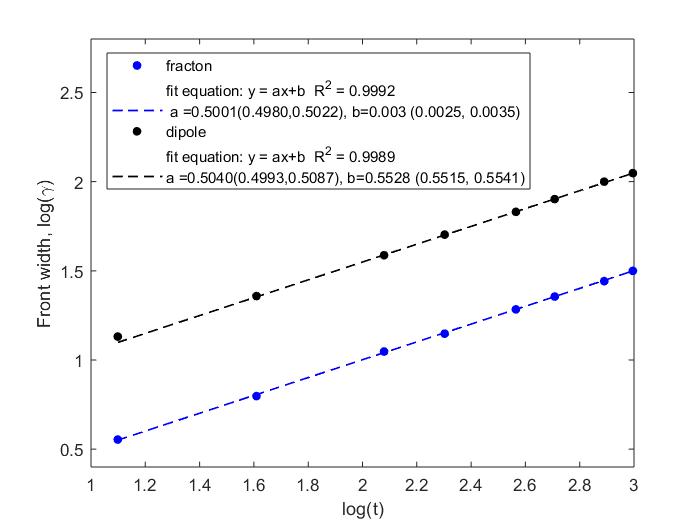 fracton
fit equation: y = ax+b  R² = 0.9992
a =0.5001(0.4980,0.5022), b=0.003 (0.0025, 0.0035)
dipole
fit equation: y = ax+b  R² = 0.9989
a =0.5040(0.4993,0.5087), b=0.5528 (0.5515, 0.5541)
2.5
2
1.5
1
0.5
Front width, log(γ)
1 1.2 1.4 1.6 1.8 2 2.2 2.4 2.6 2.8 3
log(t)